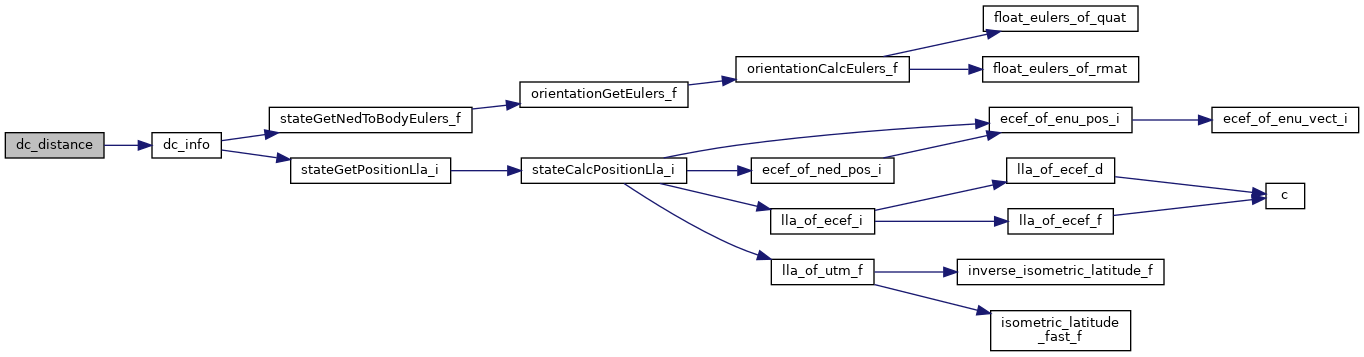 dc_distance
dc_info
stateGetNedToBodyEulers_f
stateGetPositionLla_i
orientationGetEulers_f
stateCalcPositionLla_i
orientationCalcEulers_f
ecef_of_ned_pos_i
lla_of_ecef_i
lla_of_utm_f
float_eulers_of_quat
float_eulers_of_rmat
ecef_of_enu_pos_i
lla_of_ecef_d
lla_of_ecef_f
inverse_isometric_latitude_f
isometric_latitude
_fast_f
ecef_of_enu_vect_i
c